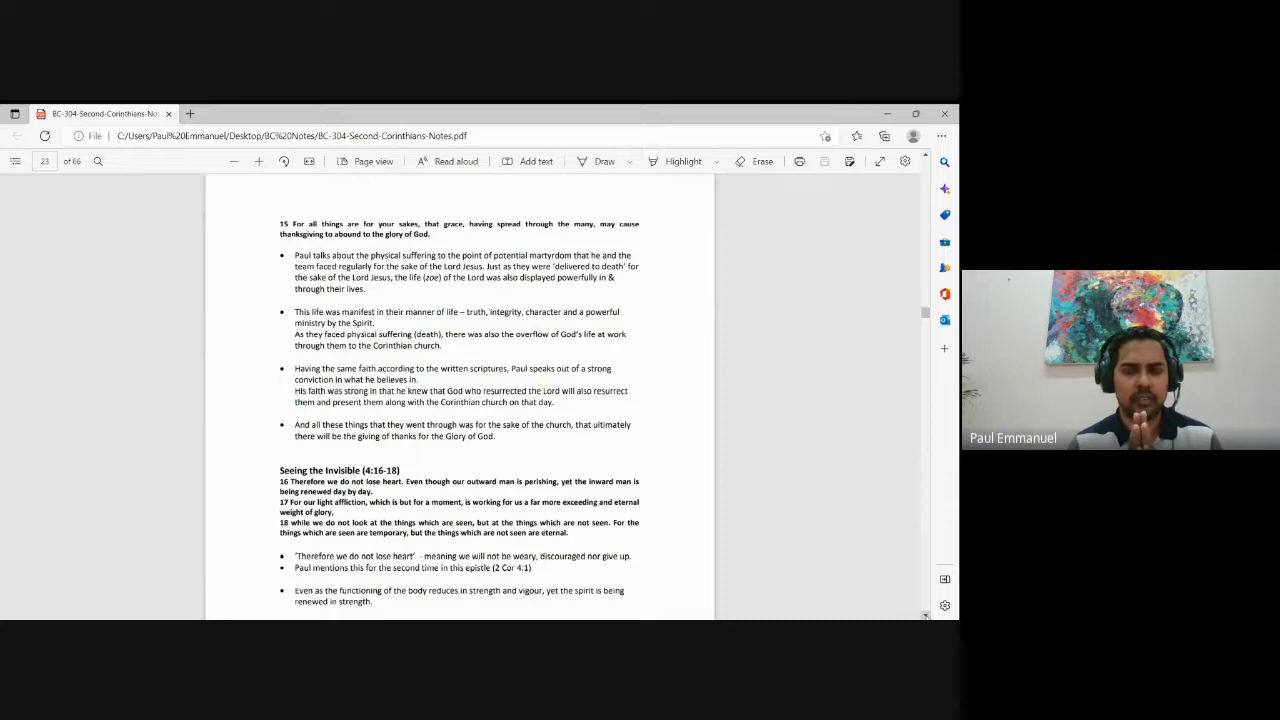 BC-304-Second-Corinthians-Not
File
C:/Users/Paul%20Emmanuel/Desktop/BC%20Notes/BC-304-Second-Corinthians-Notes.pdf
23 of 66
Page view
Read aloud
Add text
Draw
Highlight
Erase
15 For all things are for your sakes, that grace, having spread through the many, may cause
thanksgiving to abound to the glory of God.
• Paul talks about the physical suffering to the point of potential martyrdom that he and the
team faced regularly for the sake of the Lord Jesus. Just as they were 'delivered to death' for
the sake of the Lord Jesus, the life (zoe) of the Lord was also displayed powerfully in &
through their lives.
• This life was manifest in their manner of life – truth, integrity, character and a powerful
ministry by the Spirit.
As they faced physical suffering (death), there was also the overflow of God's life at work
through them to the Corinthian church.
• Having the same faith according to the written scriptures, Paul speaks out of a strong
conviction in what he believes in.
His faith was strong in that he knew that God who resurrected the Lord will also resurrect
them and present them along with the Corinthian church on that day.
• And all these things that they went through was for the sake of the church, that ultimately
there will be the giving of thanks for the Glory of God.
Seeing the Invisible (4:16-18)
16 Therefore we do not lose heart. Even though our outward man is perishing, yet the inward man is
being renewed day by day.
17 For our light affliction, which is but for a moment, is working for us a far more exceeding and eternal
weight of glory,
18 while we do not look at the things which are seen, but at the things which are not seen. For the
things which are seen are temporary, but the things which are not seen are eternal.
• 'Therefore we do not lose heart' - meaning we will not be weary, discouraged nor give up.
• Paul mentions this for the second time in this epistle (2 Cor 4:1)
• Even as the functioning of the body reduces in strength and vigour, yet the spirit is being
renewed in strength.
Paul Emmanuel